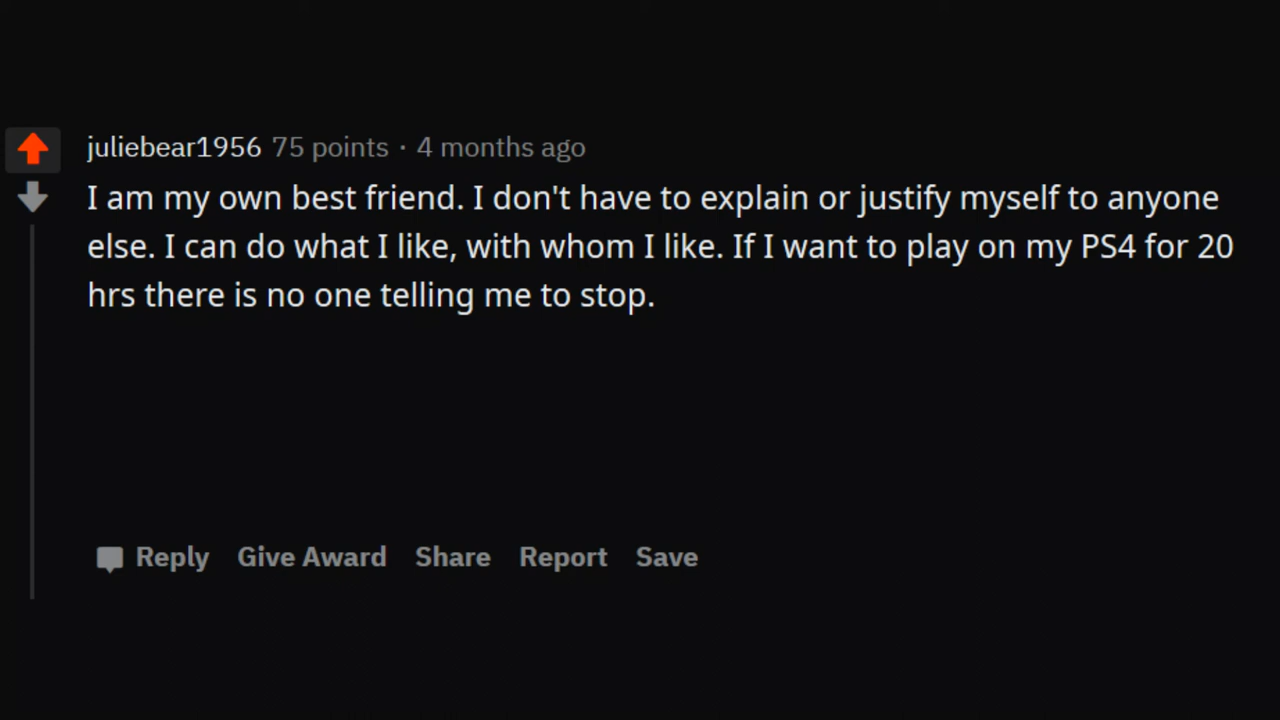 juliebear1956 75 points · 4 months ago
I am my own best friend. I don't have to explain or justify myself to anyone
else. I can do what I like, with whom I like. If I want to play on my PS4 for 20
hrs there is no one telling me to stop.
Reply Give Award Share Report Save